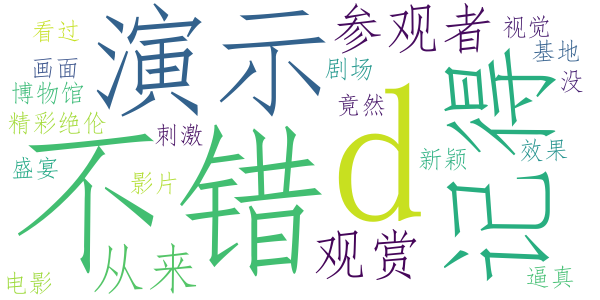 看过
演示
参观者
视觉
画面
剧场
基地
博物馆
竟然
没
精彩绝伦
刺激
d
记得
不错
新颖
效果
盛宴
影片
从来
观赏
电影
逼真